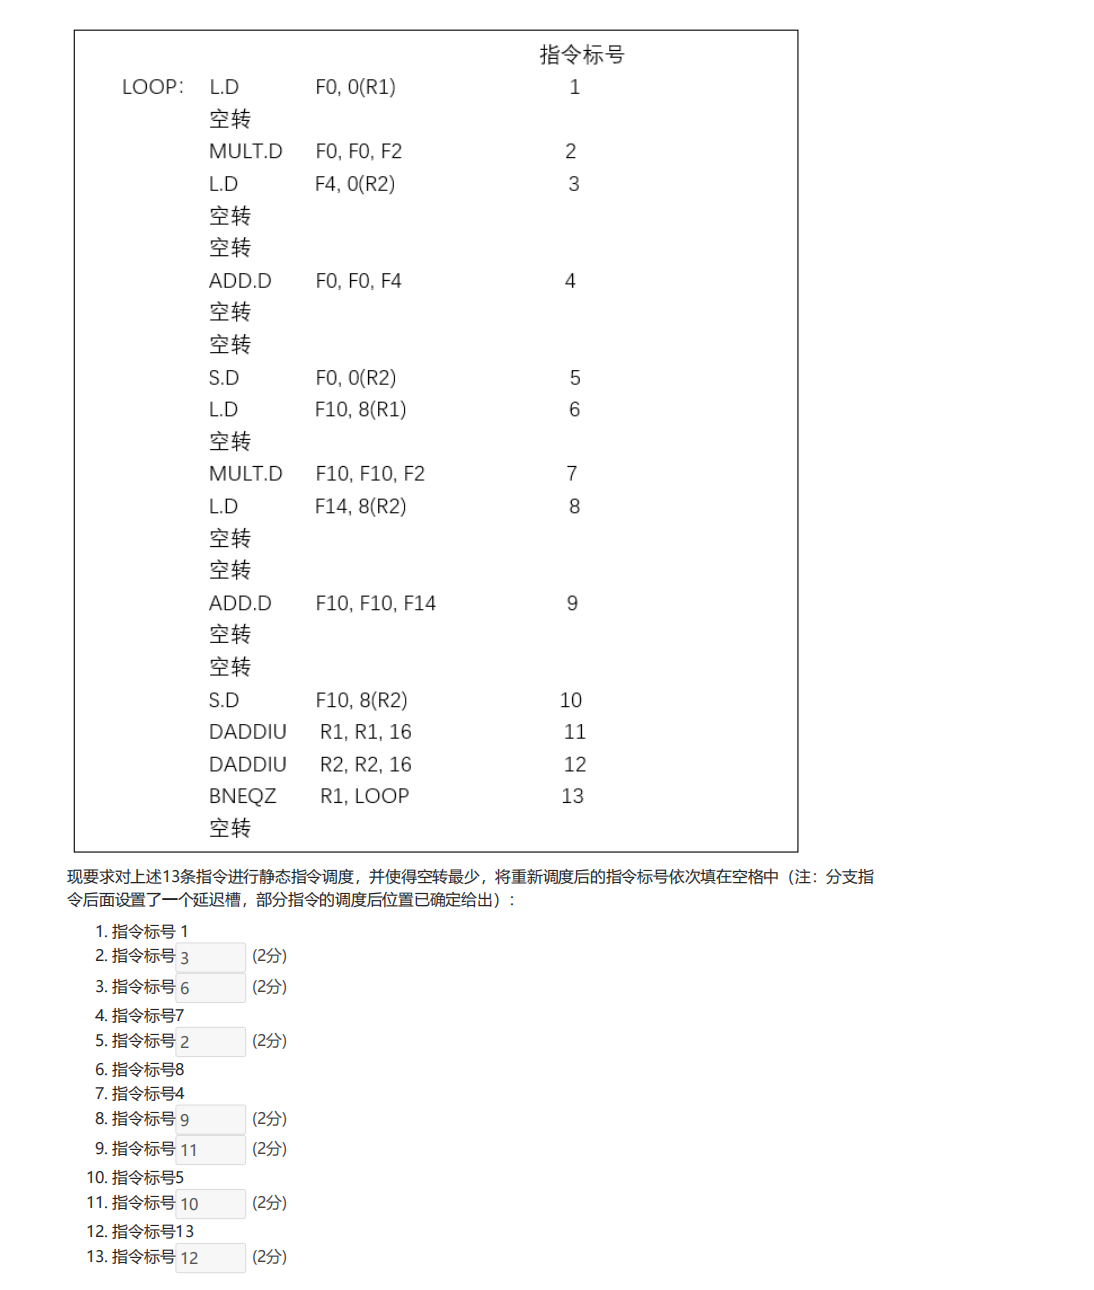 指令标号
LOOP: L.D F0, 0(R1) 1
空转
MULT.D F0, F0, F2 2
L.D F4, 0(R2) 3
空转
空转
ADD.D F0, F0, F4 4
空转
空转
S.D F0, 0(R2) 5
L.D F10, 8(R1) 6
空转
MULT.D F10, F10, F2 7
L.D F14, 8(R2) 8
空转
空转
ADD.D F10, F10, F14 9
空转
空转
S.D F10, 8(R2) 10
DADDIU R1, R1, 16 11
DADDIU R2, R2, 16 12
BNEQZ R1, LOOP 13
空转
现要求对上述13条指令进行静态指令调度，并使得空转最少，将重新调度后的指令标号依次填在空格中（注：分支指
令后面设置了一个延迟槽，部分指令的调度后位置已确定给出）：
1. 指令标号 1
2. 指令标号 3 (2分)
3. 指令标号 6 (2分)
4. 指令标号7
5. 指令标号 2 (2分)
6. 指令标号8
7. 指令标号4
8. 指令标号 9 (2分)
9. 指令标号 11 (2分)
10. 指令标号5
11. 指令标号 10 (2分)
12. 指令标号13
13. 指令标号 12 (2分)